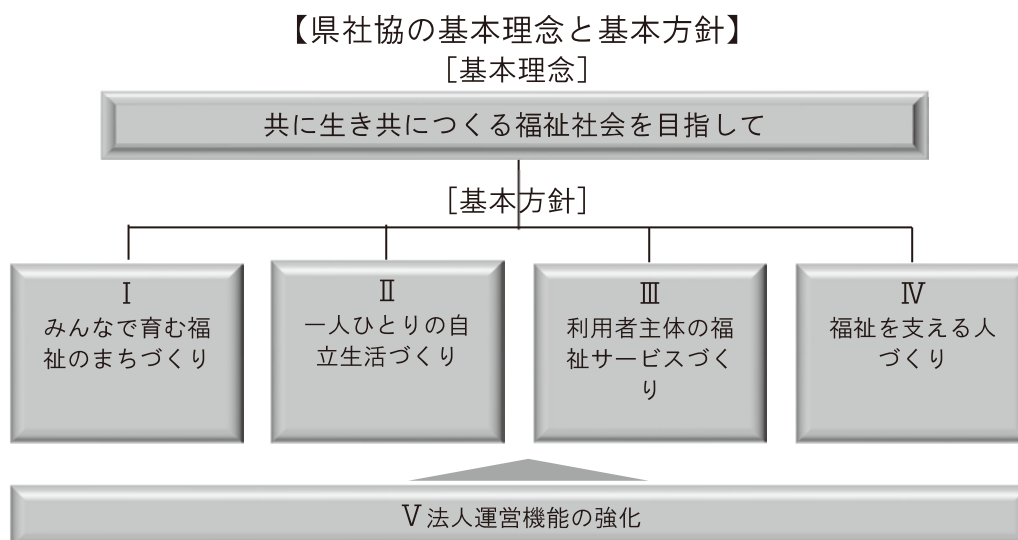 【県社協の基本理念と基本方針】
［基本理念］
共に生き共につくる福祉社会を目指して
［基本方針］
Ⅰ
みんなで育む福
祉のまちづくり
Ⅱ
一人ひとりの自
立生活づくり
Ⅲ
利用者主体の福
祉サービスづく
り
Ⅳ
福祉を支える人
づくり
Ⅴ法人運営機能の強化